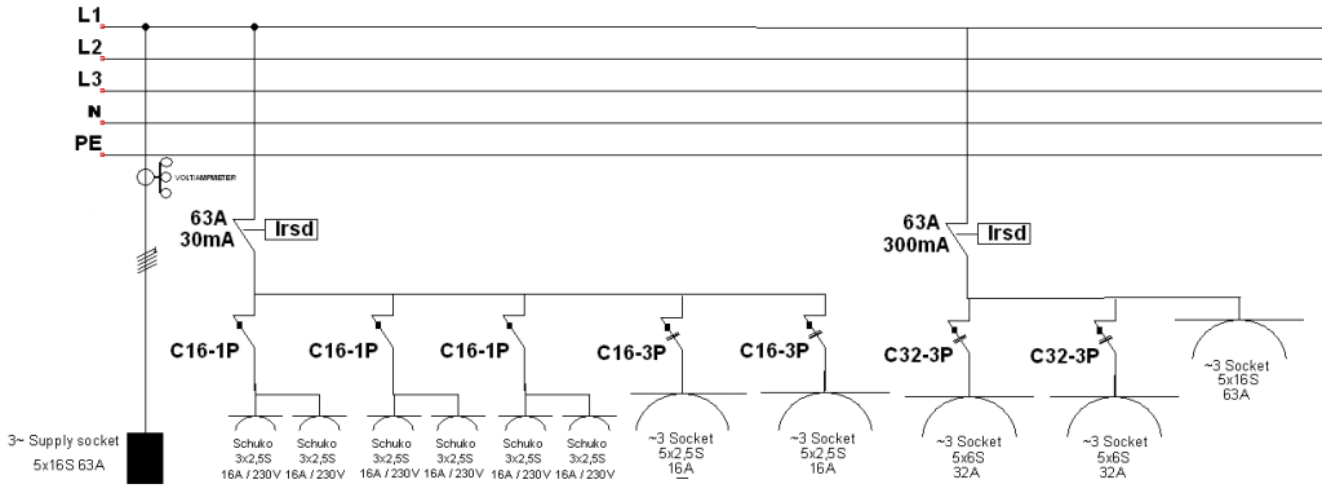 L1
L2
L3
N
PE
VOLT/AMPMETER
63A
30mA
Irsd
63A
300mA
Irsd
C16-1P
C16-1P
C16-1P
C16-3P
C16-3P
C32-3P
C32-3P
~3 Socket
5x16S
63A
3~ Supply socket
5x16S 63A
Schuko
3x2,5S
16A / 230V
Schuko
3x2,5S
16A / 230V
Schuko
3x2,5S
16A / 230V
Schuko
3x2,5S
16A / 230V
Schuko
3x2,5S
16A / 230V
Schuko
3x2,5S
16A / 230V
~3 Socket
5x2,5S
16A
~3 Socket
5x2,5S
16A
~3 Socket
5x6S
32A
~3 Socket
5x6S
32A